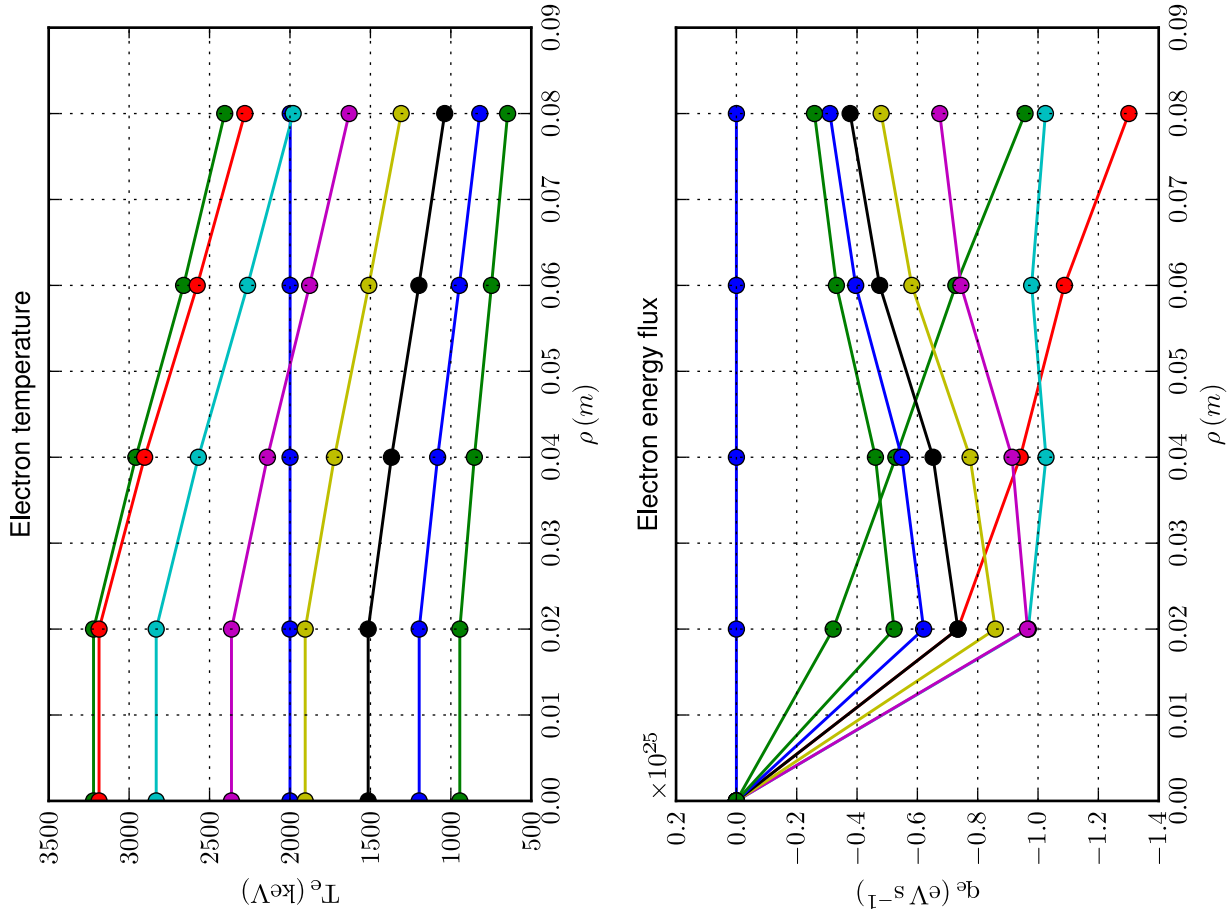 Electron temperature
3500
3000
2500
2000
1500
1000
500
T_e (keV)
0.00 0.01 0.02 0.03 0.04 0.05 0.06 0.07 0.08 0.09
ρ (m)
Electron energy flux
×10^25
0.2
0.0
−0.2
−0.4
−0.6
−0.8
−1.0
−1.2
−1.4
q_e (eV s^−1)
0.00 0.01 0.02 0.03 0.04 0.05 0.06 0.07 0.08 0.09
ρ (m)